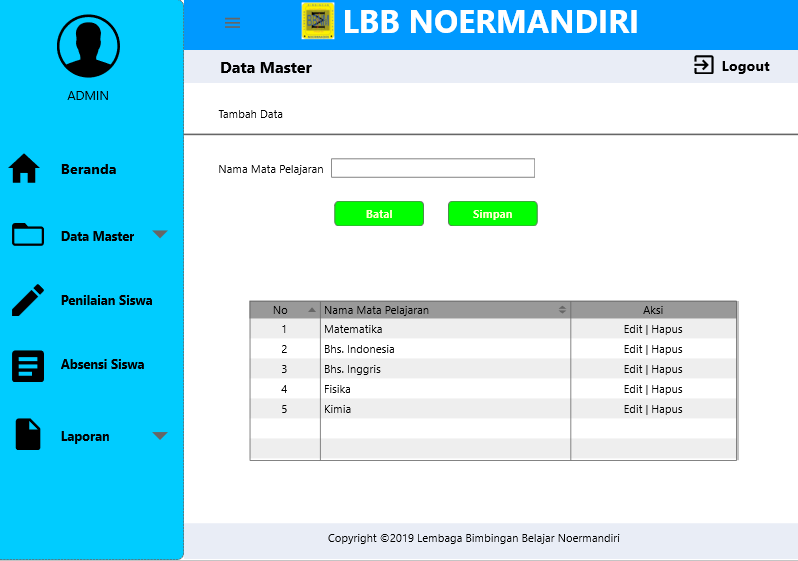 LBB NOERMANDIRI
ADMIN
Beranda
Data Master
Penilaian Siswa
Absensi Siswa
Laporan
Data Master
Logout
Tambah Data
Nama Mata Pelajaran
Batal Simpan
No Nama Mata Pelajaran Aksi
1 Matematika Edit | Hapus
2 Bhs. Indonesia Edit | Hapus
3 Bhs. Inggris Edit | Hapus
4 Fisika Edit | Hapus
5 Kimia Edit | Hapus
Copyright ©2019 Lembaga Bimbingan Belajar Noermandiri